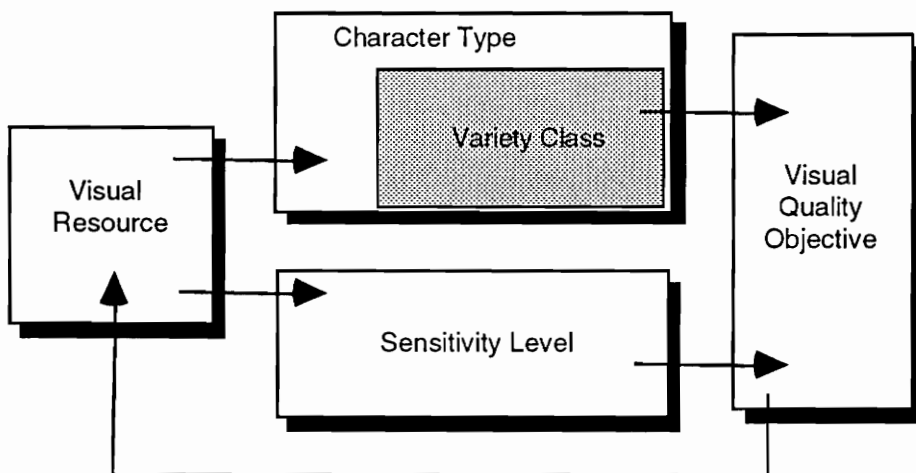 Character Type
Variety Class
Visual
Resource
Visual
Quality
Objective
Sensitivity Level